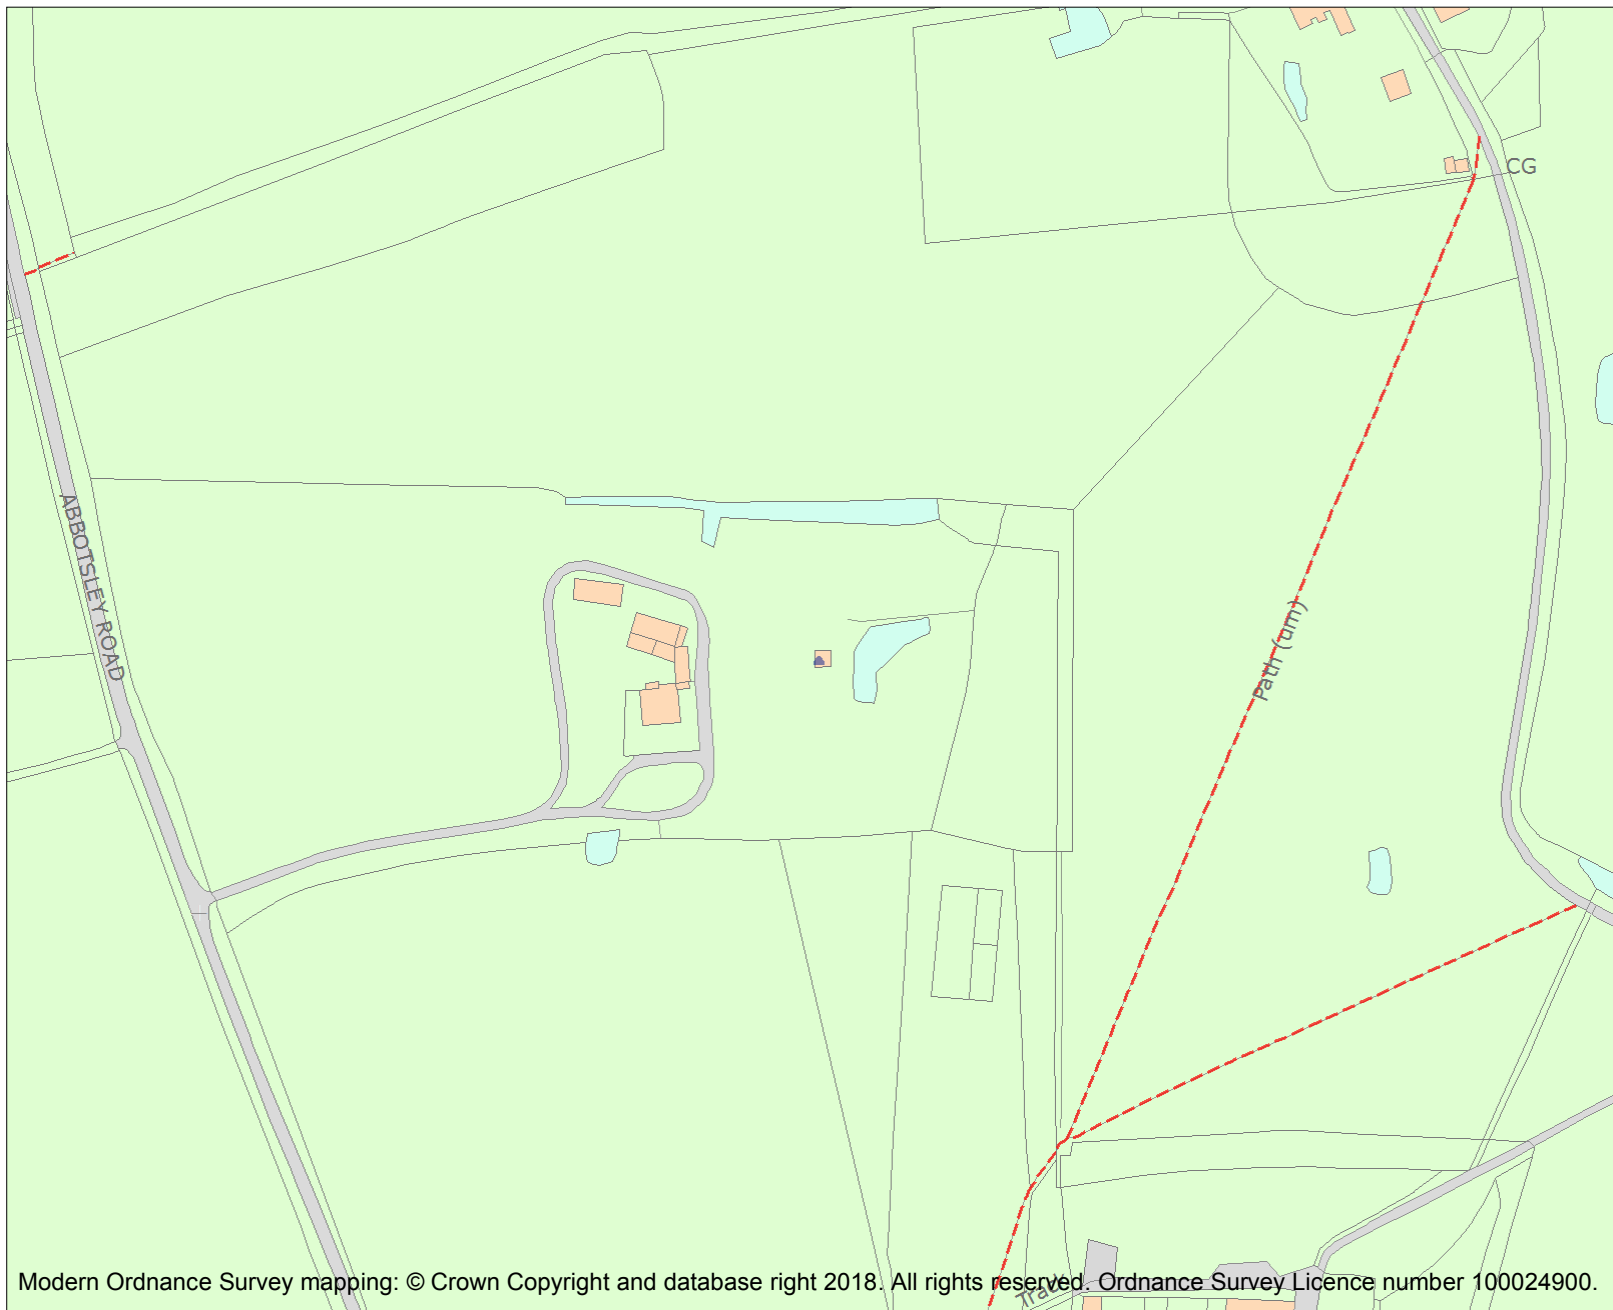 CG
ABBOTSLEY ROAD
Path (um)
Track
Modern Ordnance Survey mapping: © Crown Copyright and database right 2018. All rights reserved. Ordnance Survey Licence number 100024900.